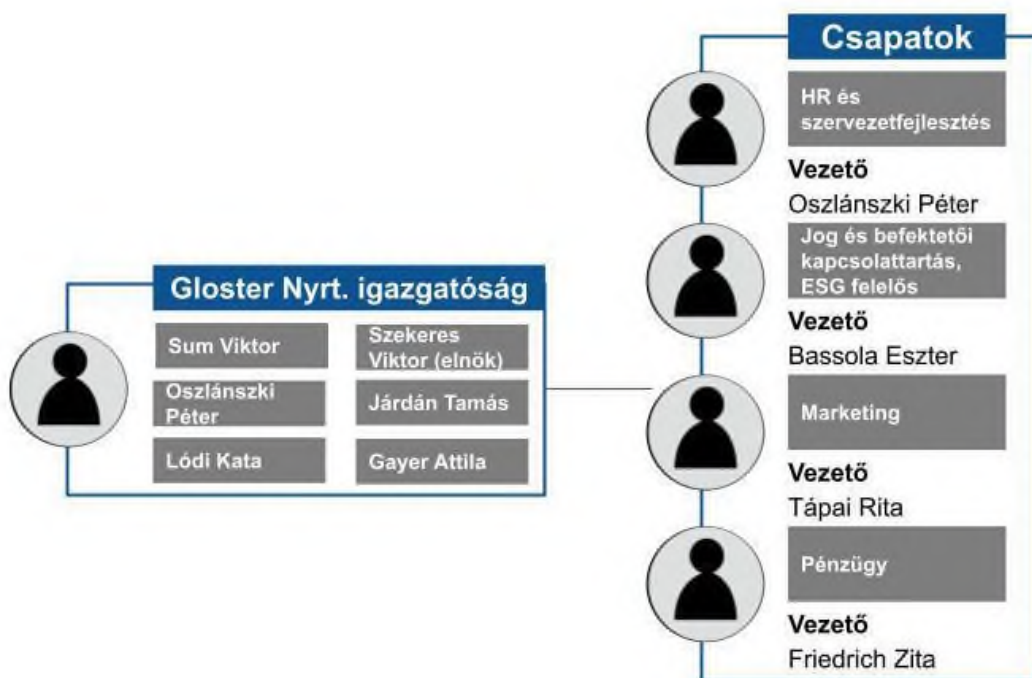 Gloster Nyrt. igazgatóság
Sum Viktor
Szekeres
Viktor (elnök)
Oszlánszki
Péter
Járdán Tamás
Lódi Kata
Gayer Attila
Csapatok
HR és
szervezetfejlesztés
Vezető
Oszlánszki Péter
Jog és befektetői
kapcsolattartás,
ESG felelős
Vezető
Bassola Eszter
Marketing
Vezető
Tápai Rita
Pénzügy
Vezető
Friedrich Zita